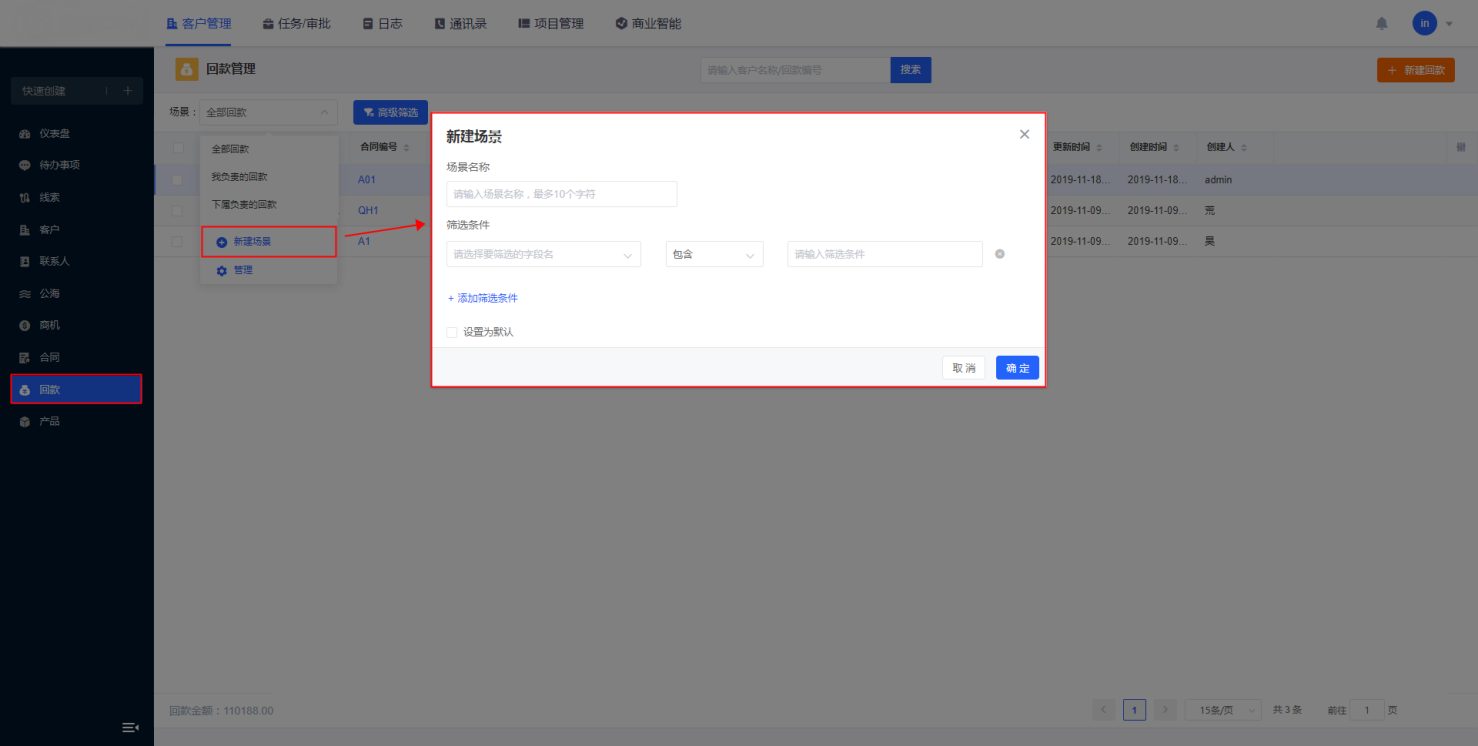 客户管理 任务/审批 日志 通讯录 项目管理 商业智能 in
回款管理 请输入客户名称/回款编号 搜索 + 新建回款
快速创建 +
场景： 全部回款 高级筛选
仪表盘
待办事项
线索
客户
联系人
公海
商机
合同
回款
产品
全部回款
我负责的回款
下属负责的回款
新建场景
管理
合同编号 更新时间 创建时间 创建人
A01 2019-11-18... 2019-11-18... admin
QH1 2019-11-09... 2019-11-09... 荒
A1 2019-11-09... 2019-11-09... 昊
新建场景
场景名称
请输入场景名称，最多10个字符
筛选条件
请选择要筛选的字段名 包含 请输入筛选条件
+ 添加筛选条件
设置为默认
取 消 确 定
回款金额：110188.00 1 15条/页 共 3 条 前往 1 页